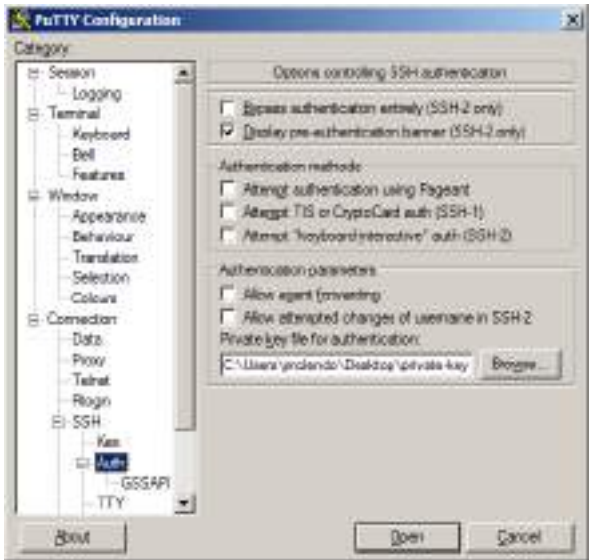 PuTTY Configuration
Category:
Session
Logging
Terminal
Keyboard
Bell
Features
Window
Appearance
Behaviour
Translation
Selection
Colours
Connection
Data
Proxy
Telnet
Rlogin
SSH
Kex
Auth
GSSAPI
TTY
Options controlling SSH authentication
Bypass authentication entirely (SSH-2 only)
Display pre-authentication banner (SSH-2 only)
Authentication methods
Attempt authentication using Pageant
Attempt TIS or CryptoCard auth (SSH-1)
Attempt "keyboard-interactive" auth (SSH-2)
Authentication parameters
Allow agent forwarding
Allow attempted changes of username in SSH-2
Private key file for authentication:
\Desktop\private-key
Browse...
About
Open
Cancel